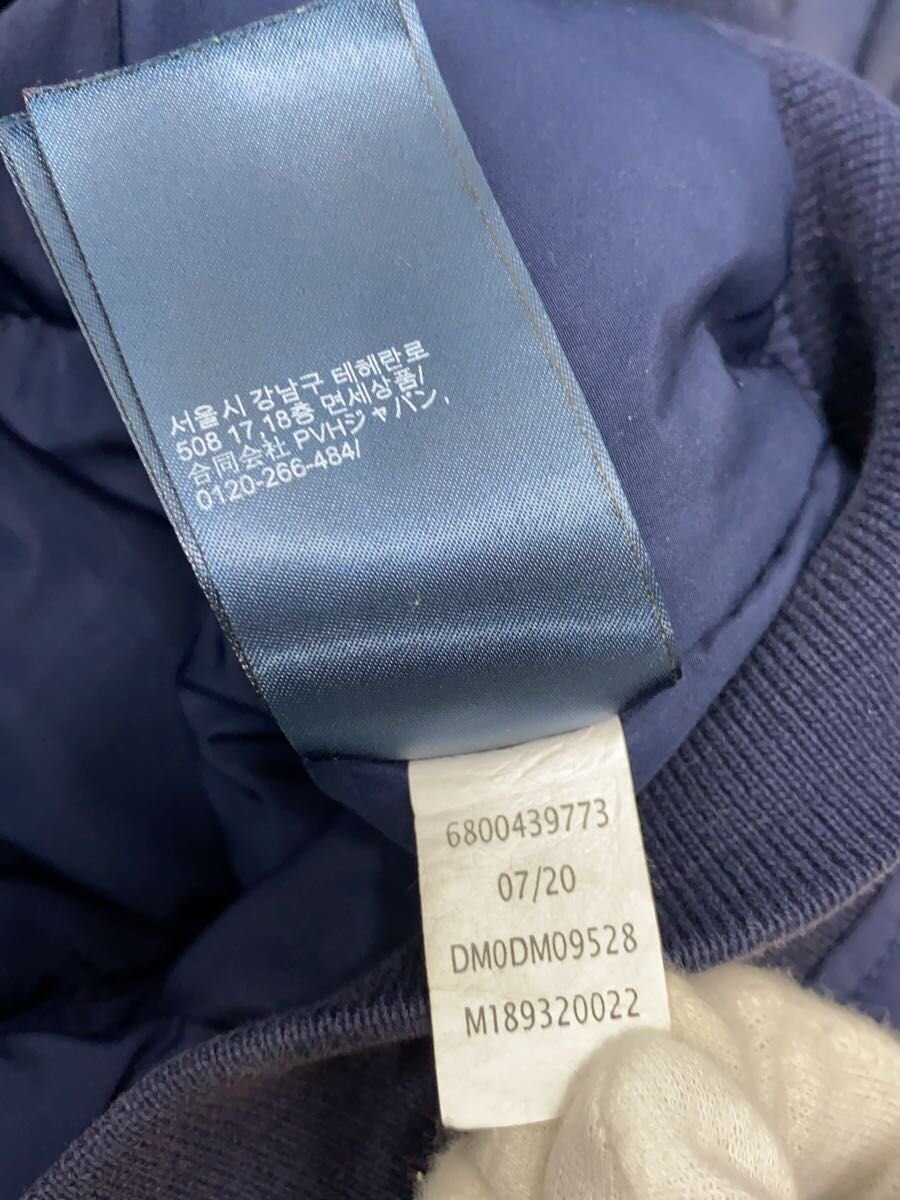 서울시 강남구 테헤란로
508 17,18층 면세상품/
合同会社 PVHジャパン,
0120-266-484/
6800439773
07/20
DM0DM09528
M189320022